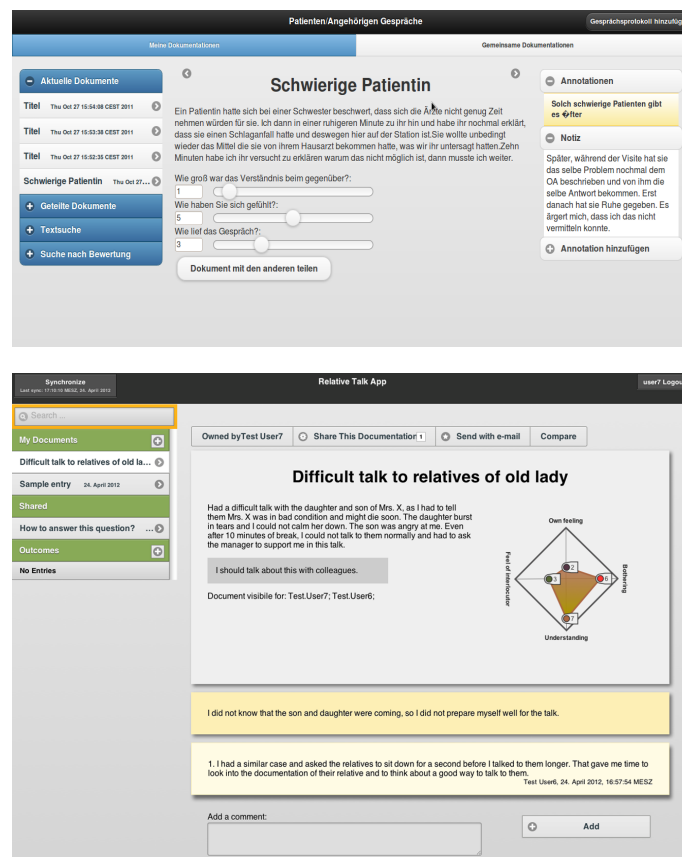 Patienten/Angehörigen Gespräche
Gesprächsprotokoll hinzufüg
Meine Dokumentationen
Gemeinsame Dokumentationen
Aktuelle Dokumente
Titel Thu Oct 27 15:54:08 CEST 2011
Titel Thu Oct 27 15:53:38 CEST 2011
Titel Thu Oct 27 15:52:35 CEST 2011
Schwierige Patientin Thu Oct 27...
Geteilte Dokumente
Textsuche
Suche nach Bewertung
Schwierige Patientin
Ein Patientin hatte sich bei einer Schwester beschwert, dass sich die Ärzte nicht genug Zeit
nehmen würden für sie. Ich dann in einer ruhigeren Minute zu ihr hin und habe ihr nochmal erklärt,
dass sie einen Schlaganfall hatte und deswegen hier auf der Station ist.Sie wollte unbedingt
wieder das Mittel die sie von ihrem Hausarzt bekommen hatte, was wir ihr untersagt hatten.Zehn
Minuten habe ich ihr versucht zu erklären warum das nicht möglich ist, dann musste ich weiter.
Wie groß war das Verständnis beim gegenüber?:
1
Wie haben Sie sich gefühlt?:
5
Wie lief das Gespräch?:
3
Dokument mit den anderen teilen
Annotationen
Solch schwierige Patienten gibt
es �fter
Notiz
Später, während der Visite hat sie
das selbe Problem nochmal dem
OA beschrieben und von ihm die
selbe Antwort bekommen. Erst
danach hat sie Ruhe gegeben. Es
ärgert mich, dass ich das nicht
vermitteln konnte.
Annotation hinzufügen
Synchronize
Last sync: 17:10:10 MESZ, 24. April 2012
Relative Talk App
user7 Logou
Search ...
My Documents
Difficult talk to relatives of old la...
Sample entry 24. April 2012
Shared
How to answer this question? ...
Outcomes
No Entries
Owned byTest User7
Share This Documentation 1
Send with e-mail
Compare
Difficult talk to relatives of old lady
Had a difficult talk with the daughter and son of Mrs. X, as I had to tell
them Mrs. X was in bad condition and might die soon. The daughter burst
in tears and I could not calm her down. The son was angry at me. Even
after 10 minutes of break, I could not talk to them normally and had to ask
the manager to support me in this talk.
I should talk about this with colleagues.
Document visibile for: Test.User7; Test.User6;
Own feeling
Feel of interlocutor
Bothering
2
3
6
7
Understanding
I did not know that the son and daughter were coming, so I did not prepare myself well for the talk.
1. I had a similar case and asked the relatives to sit down for a second before I talked to them longer. That gave me time to
look into the documentation of their relative and to think about a good way to talk to them.
Test User6, 24. April 2012, 16:57:54 MESZ
Add a comment:
Add